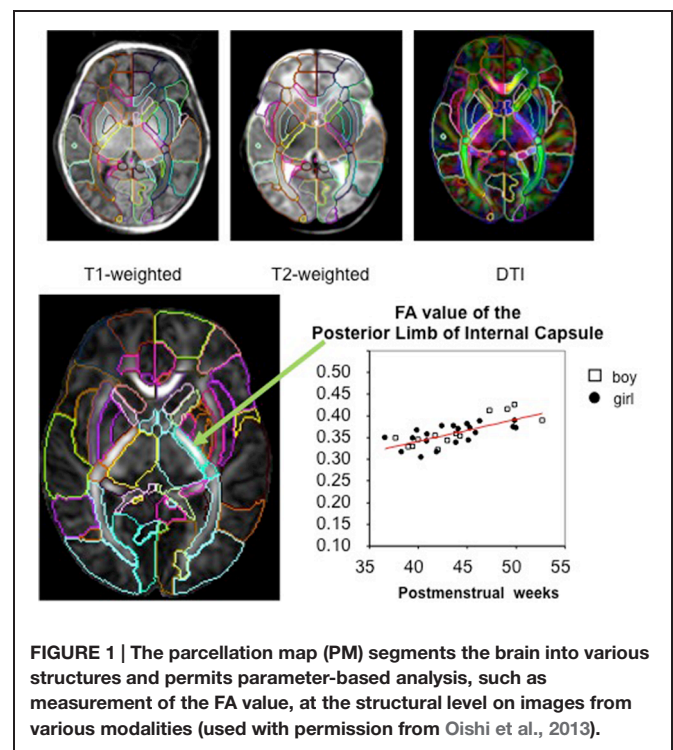 T1-weighted T2-weighted DTI
FA value of the
Posterior Limb of Internal Capsule
0.50
0.45
0.40
0.35
0.30
0.25
0.20
0.15
0.10
35 40 45 50 55
Postmenstrual weeks
boy
girl
FIGURE 1 | The parcellation map (PM) segments the brain into various
structures and permits parameter-based analysis, such as
measurement of the FA value, at the structural level on images from
various modalities (used with permission from Oishi et al., 2013).